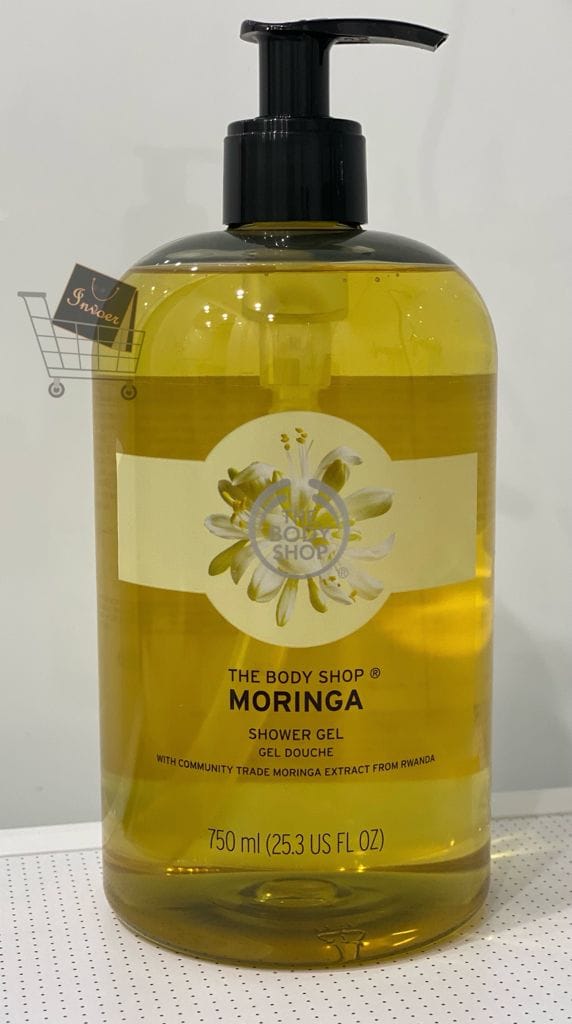 Invoer
THE
BODY
SHOP
®
THE BODY SHOP ®
MORINGA
SHOWER GEL
GEL DOUCHE
WITH COMMUNITY TRADE MORINGA EXTRACT FROM RWANDA
750 ml (25.3 US FL OZ)